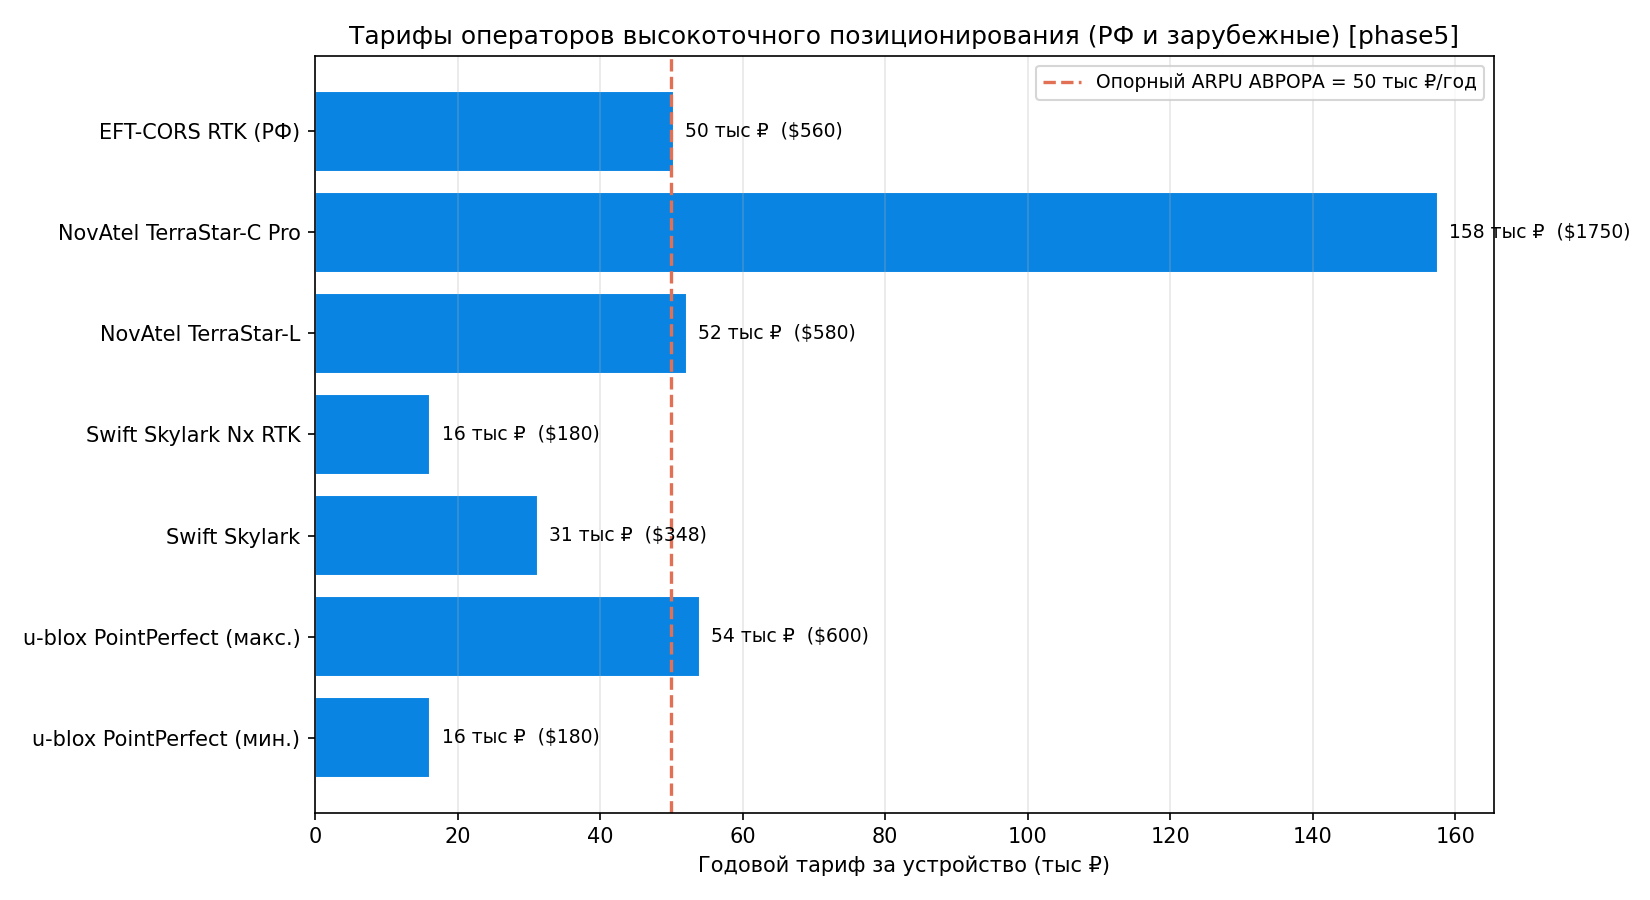 Тарифы операторов высокоточного позиционирования (РФ и зарубежные) [phase5]
Опорный ARPU АВРОРА = 50 тыс ₽/год
EFT-CORS RTK (РФ)
50 тыс ₽ ($560)
NovAtel TerraStar-C Pro
158 тыс ₽ ($1750)
NovAtel TerraStar-L
52 тыс ₽ ($580)
Swift Skylark Nx RTK
16 тыс ₽ ($180)
Swift Skylark
31 тыс ₽ ($348)
u-blox PointPerfect (макс.)
54 тыс ₽ ($600)
u-blox PointPerfect (мин.)
16 тыс ₽ ($180)
0 20 40 60 80 100 120 140 160
Годовой тариф за устройство (тыс ₽)